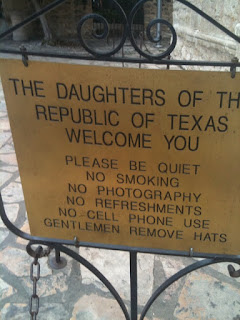 THE DAUGHTERS OF TH
REPUBLIC OF TEXAS
WELCOME YOU
PLEASE BE QUIET
NO SMOKING
NO PHOTOGRAPHY
NO REFRESHMENTS
NO CELL PHONE USE
GENTLEMEN REMOVE HATS